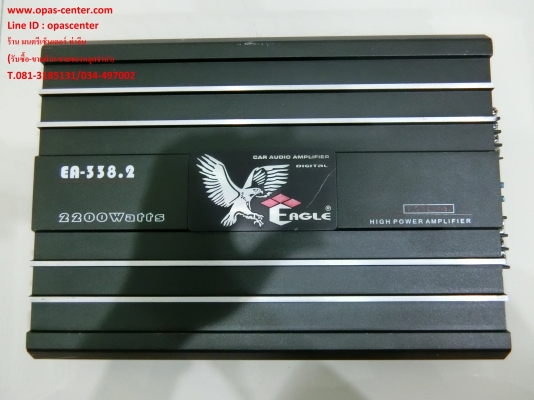 www.opas-center.com
Line ID : opascenter
T.081-3185131/034-497002
CAR AUDIO AMPLIFIER
DIGITAL
EA-338.2
EAGLE ®
2200Watts
HIGH POWER AMPLIFIER